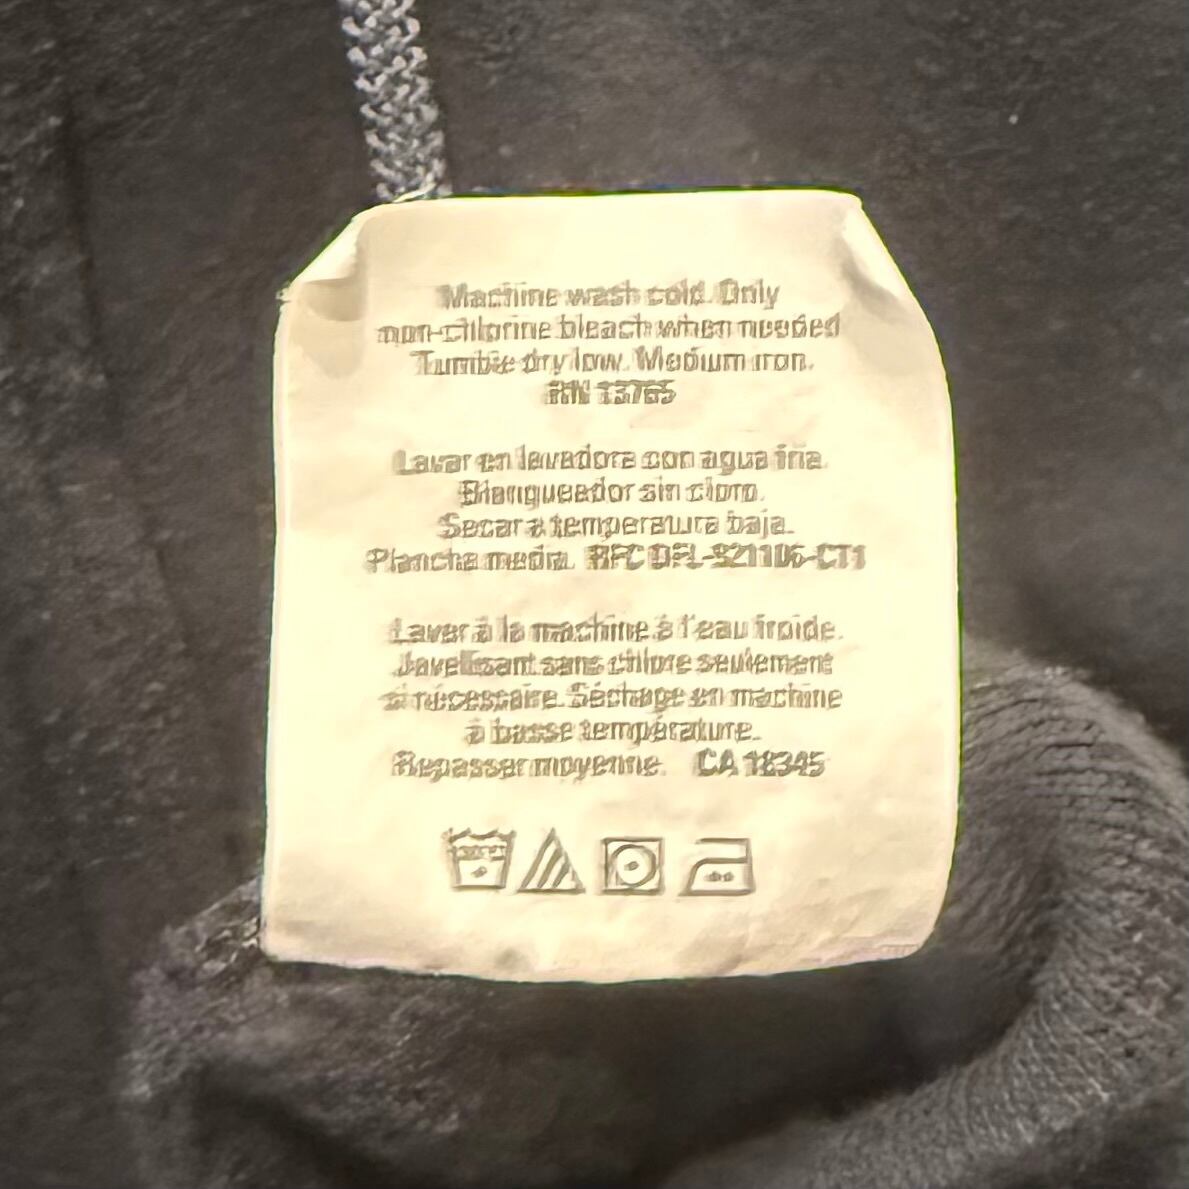 Machine wash cold. Only
non-chlorine bleach when needed
Tumble dry low. Medium iron.
RN 13765
Lavar en lavadora con agua fría.
Blanqueador sin cloro.
Secar a temperatura baja.
Plancha media. RFC DFL-921106-CT1
Laver à la machine à l'eau froide.
Javellisant sans chlore seulement
si nécessaire. Séchage en machine
à basse température.
Repasser moyenne. CA 18345